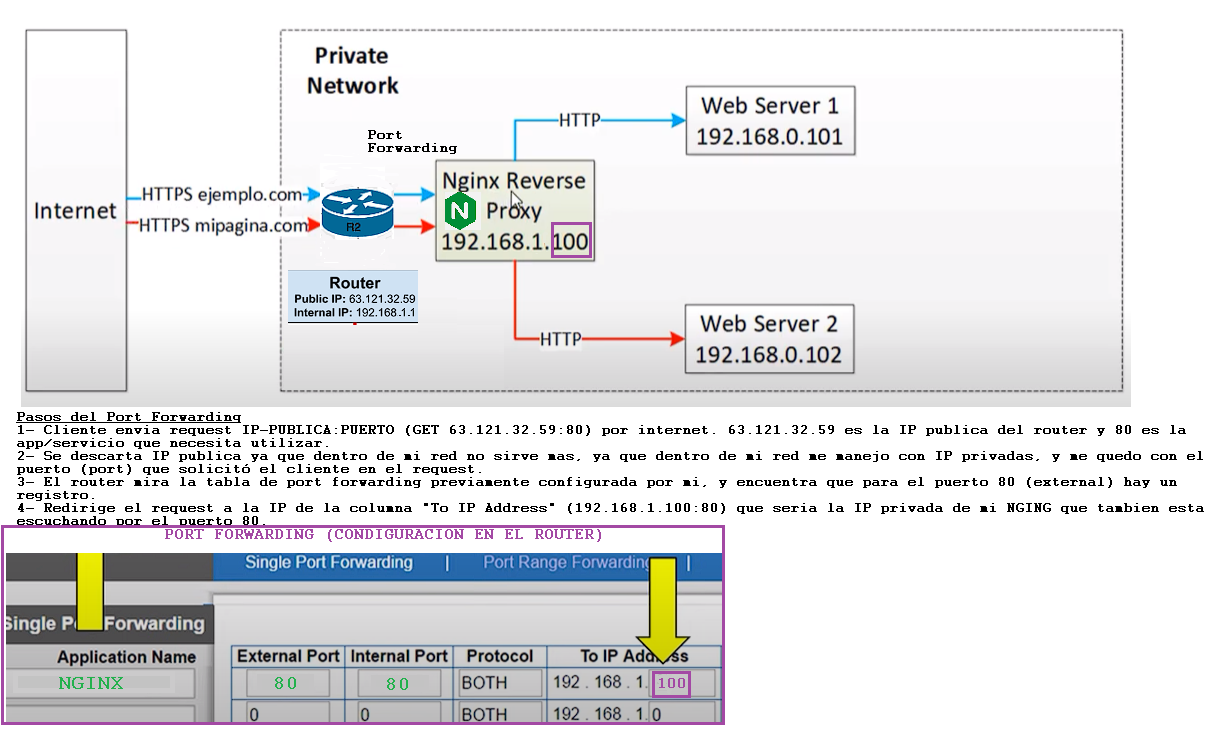 Private
Network
Web Server 1
192.168.0.101
HTTP
Port
Forwarding
Internet
HTTPS ejemplo.com
HTTPS mipagina.com
R2
Nginx Reverse
N
Proxy
192.168.1.100
Router
Public IP: 63.121.32.59
Internal IP: 192.168.1.1
HTTP
Web Server 2
192.168.0.102
Pasos del Port Forwarding
1- Cliente envia request IP-PUBLICA:PUERTO (GET 63.121.32.59:80) por internet. 63.121.32.59 es la IP publica del router y 80 es la
app/servicio que necesita utilizar.
2- Se descarta IP publica ya que dentro de mi red no sirve mas, ya que dentro de mi red me manejo con IP privadas, y me quedo con el
puerto (port) que solicitó el cliente en el request.
3- El router mira la tabla de port forwarding previamente configurada por mi, y encuentra que para el puerto 80 (external) hay un
registro.
4- Redirige el request a la IP de la columna "To IP Address" (192.168.1.100:80) que seria la IP privada de mi NGING que tambien esta
escuchando por el puerto 80.
PORT FORWARDING (CONDIGURACION EN EL ROUTER)
Single Port Forwarding | Port Range Forwarding |
Single Port Forwarding
Application Name External Port Internal Port Protocol To IP Address
NGINX 80 80 BOTH 192 . 168 . 1. 100
0 0 BOTH 192 . 168 . 1. 0